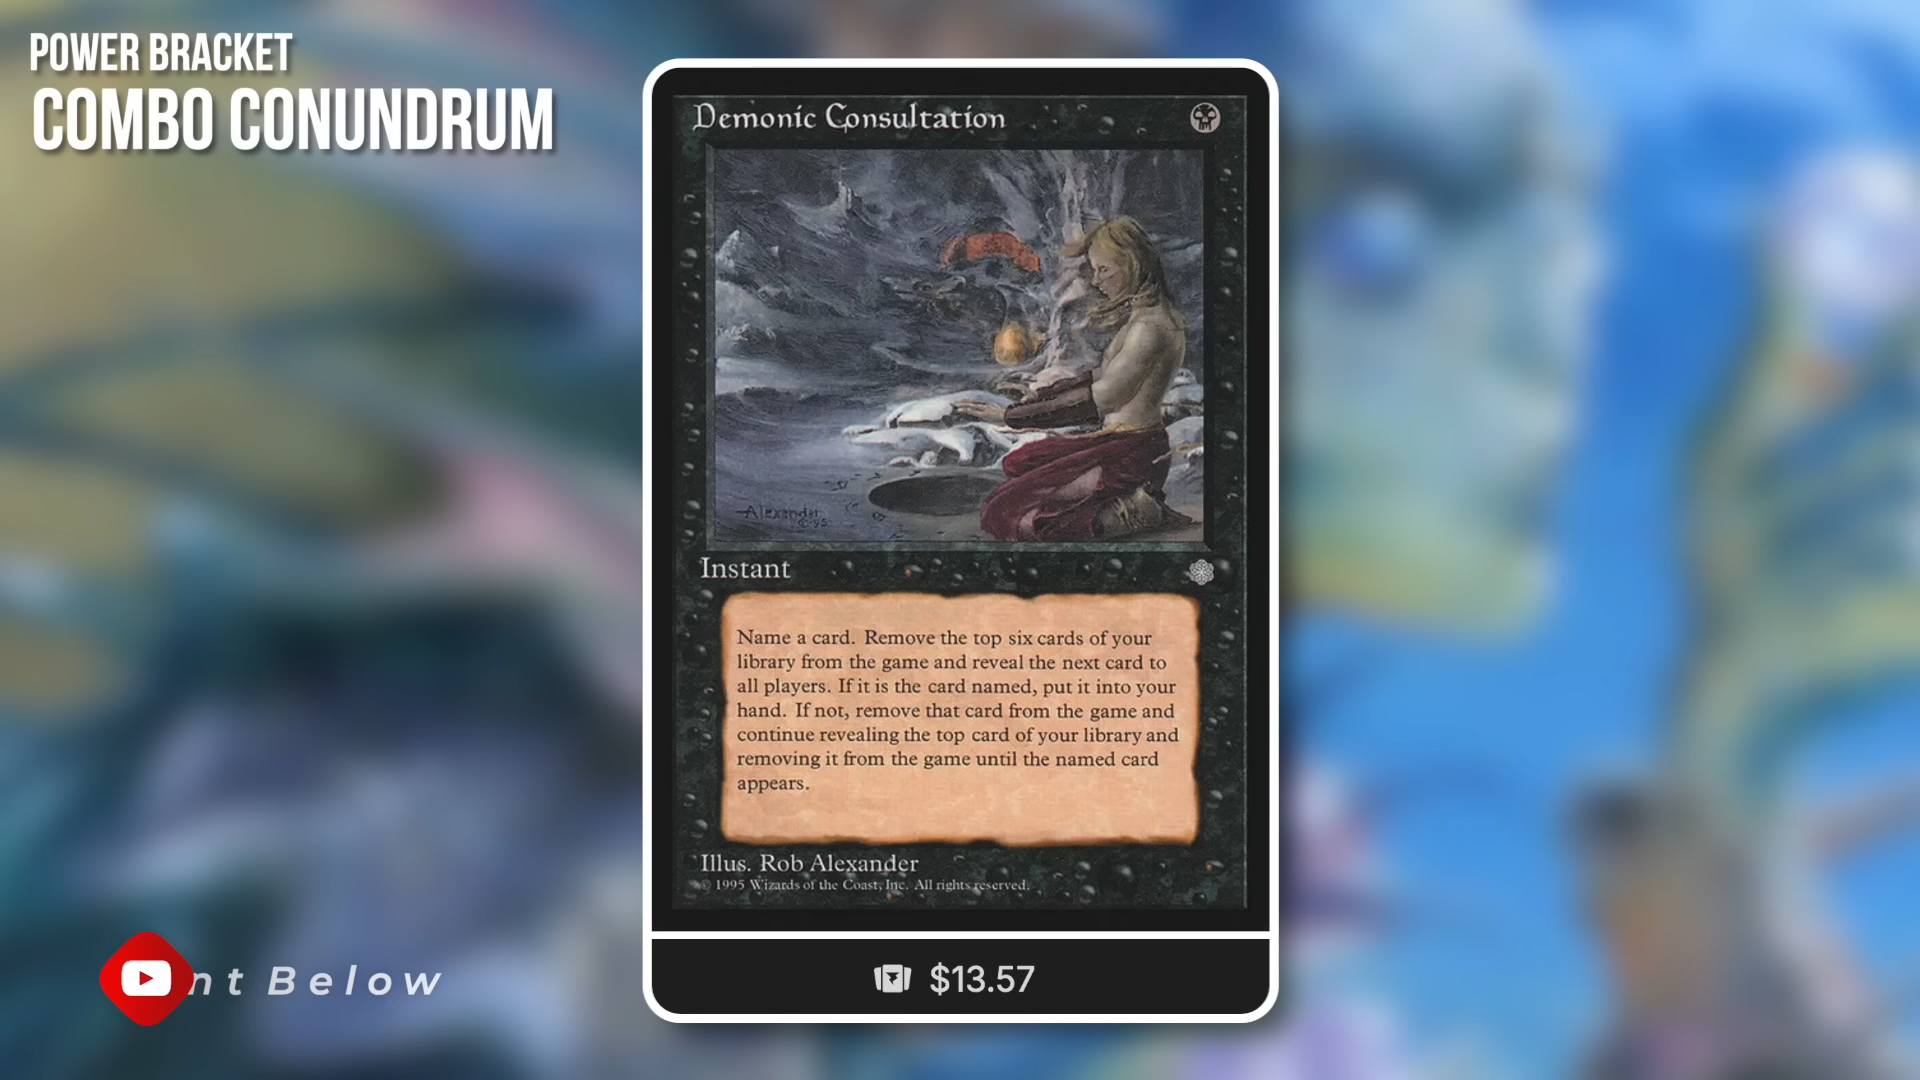 POWER BRACKET
COMBO CONUNDRUM
Demonic Consultation
Alexander
© 95
Instant
Name a card. Remove the top six cards of your
library from the game and reveal the next card to
all players. If it is the card named, put it into your
hand. If not, remove that card from the game and
continue revealing the top card of your library and
removing it from the game until the named card
appears.
Illus. Rob Alexander
© 1995 Wizards of the Coast, Inc. All rights reserved.
$13.57
nt Below